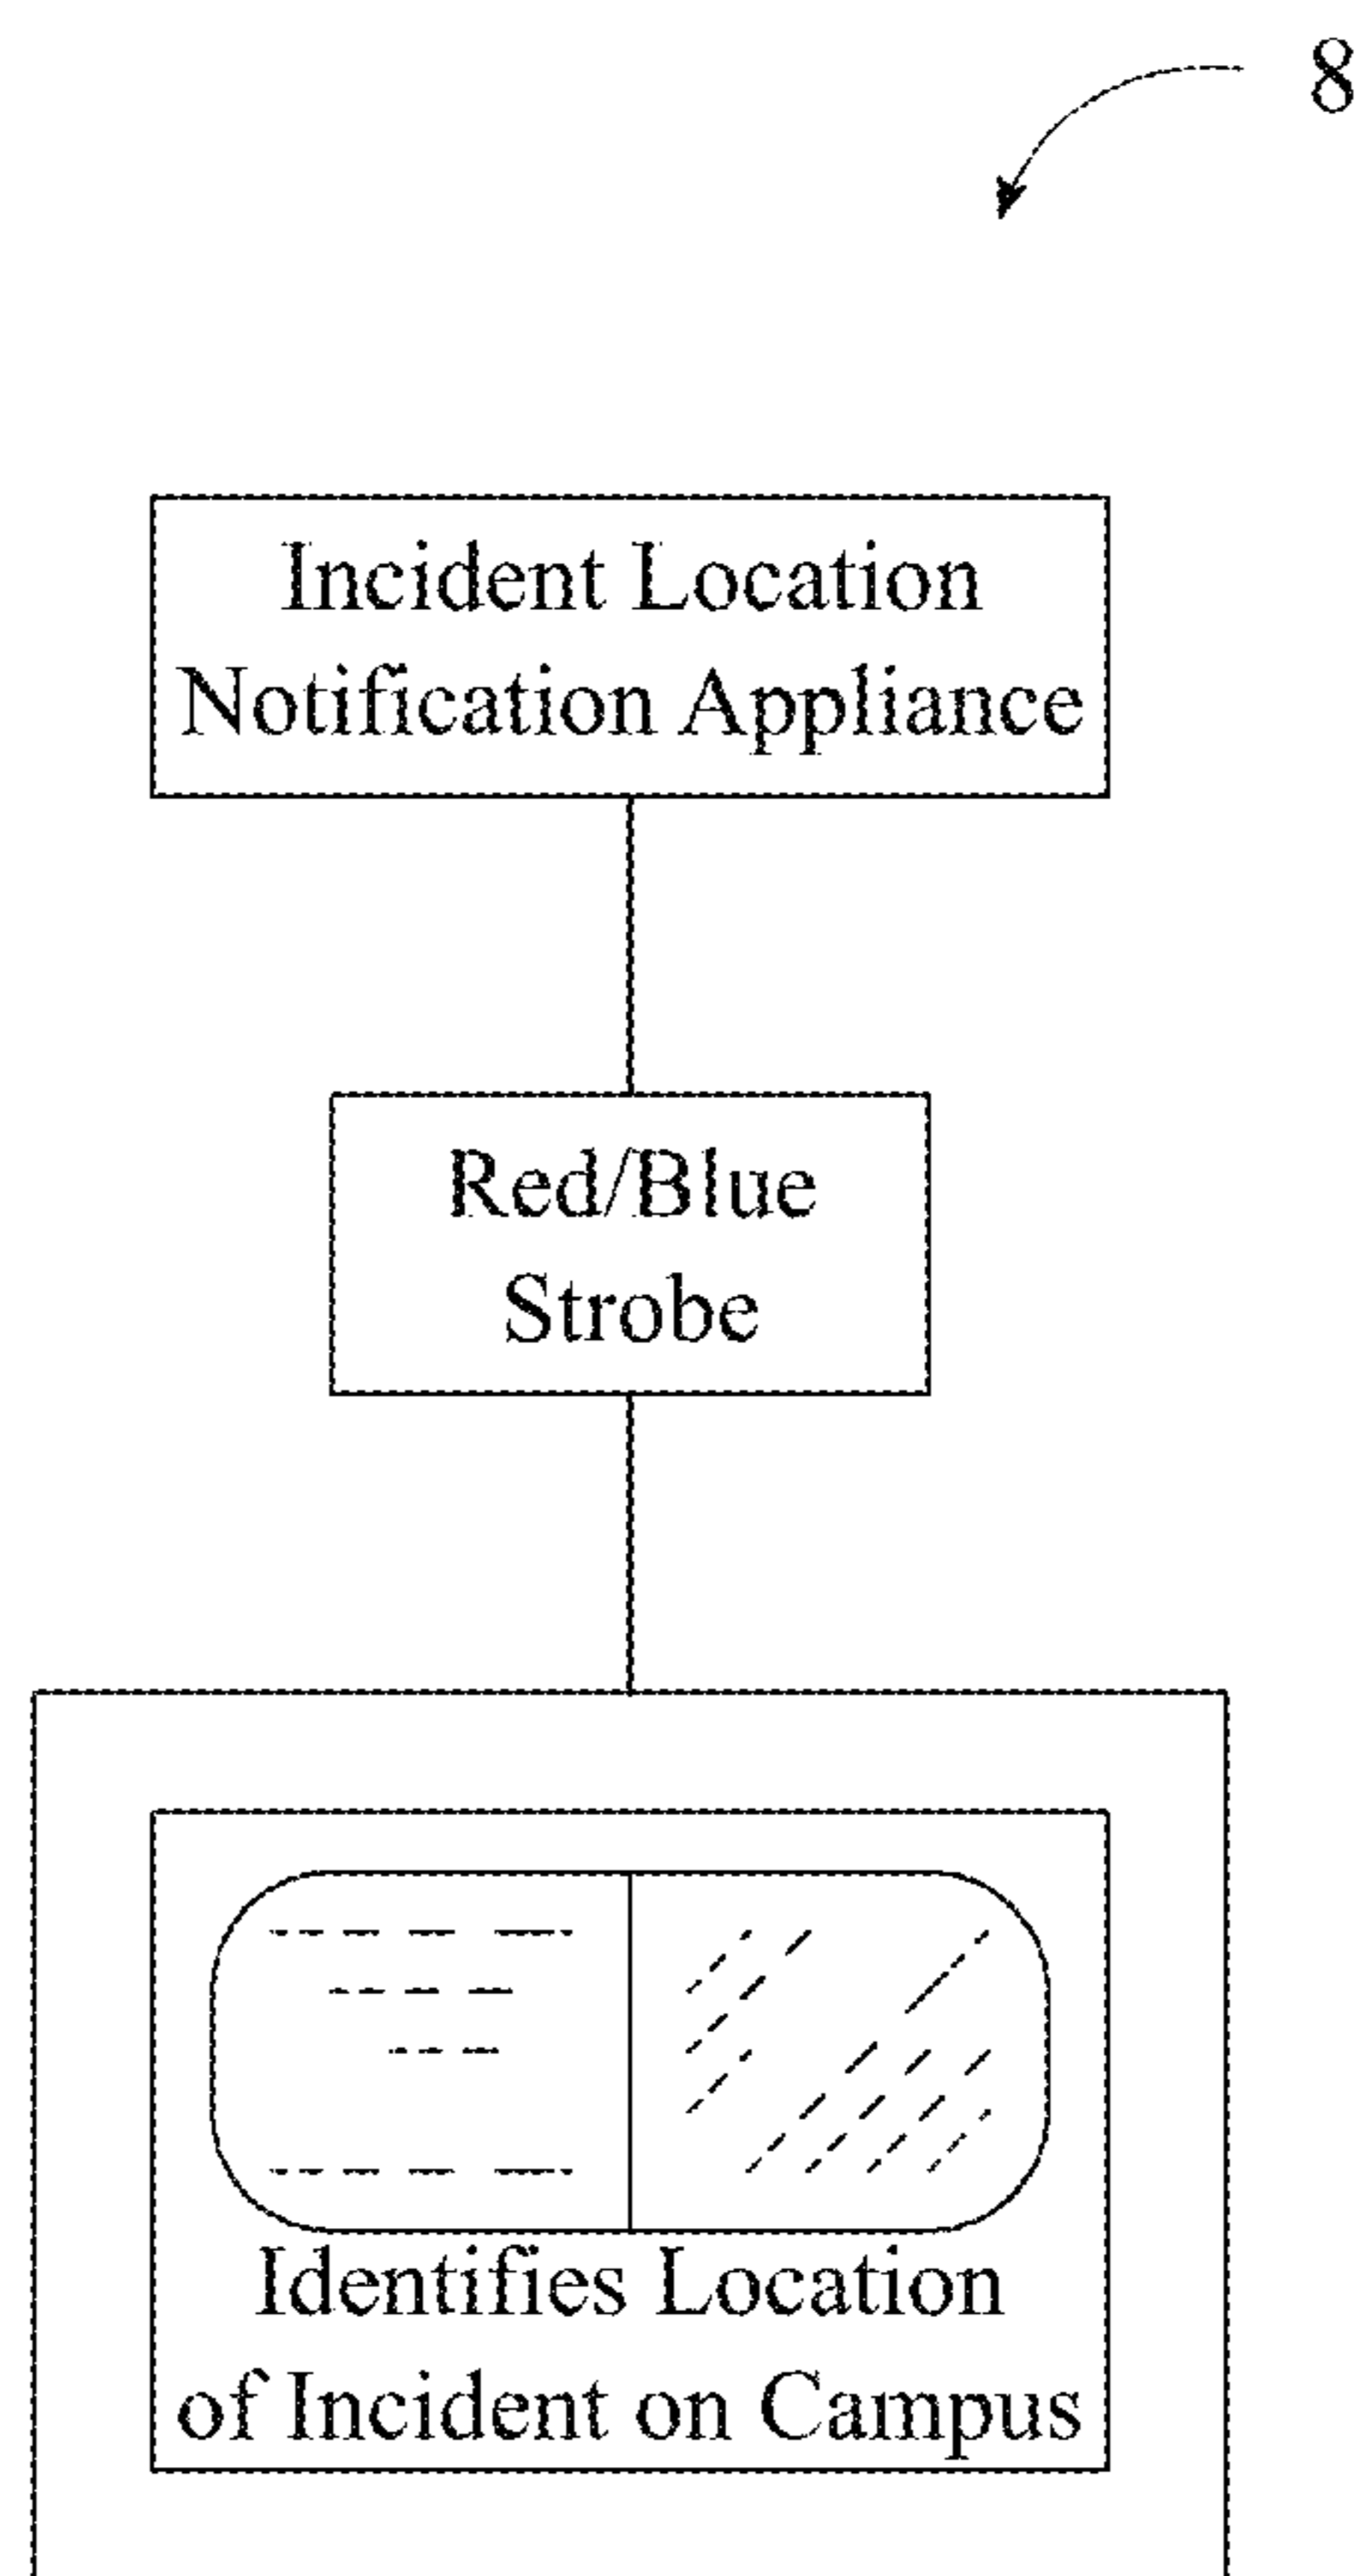 8
Incident Location
Notification Appliance
Red/Blue
Strobe
Identifies Location
of Incident on Campus